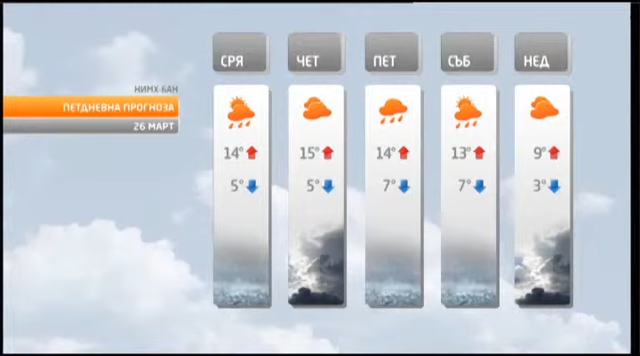 НИМХ-БАН
ПЕТДНЕВНА ПРОГНОЗА
26 МАРТ
СРЯ ЧЕТ ПЕТ СЪБ НЕД
14° 15° 14° 13° 9°
5° 5° 7° 7° 3°